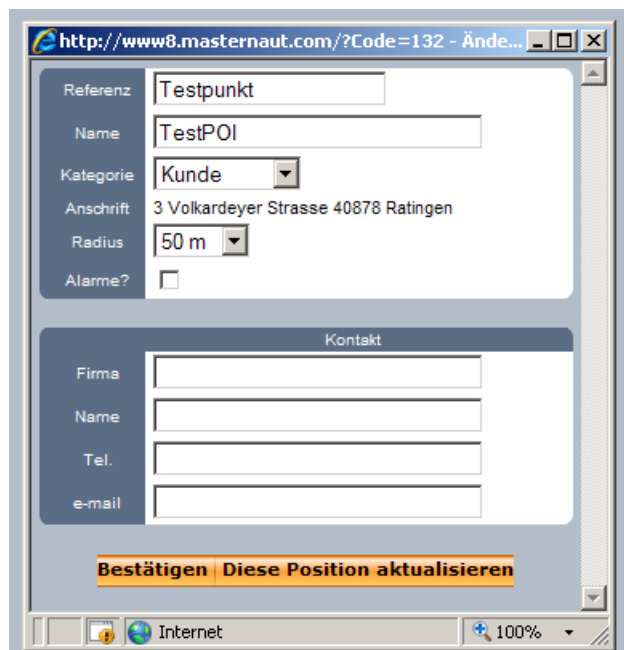 http://www8.masternaut.com/?Code=132 - Ände...
Referenz Testpunkt
Name TestPOI
Kategorie Kunde
Anschrift 3 Volkardeyer Strasse 40878 Ratingen
Radius 50 m
Alarme?
Kontakt
Firma
Name
Tel.
e-mail
Bestätigen Diese Position aktualisieren
Internet 100%